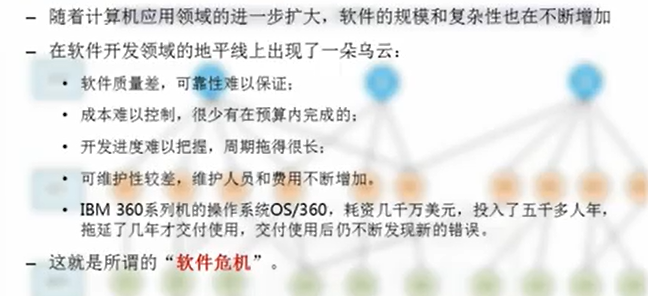 – 随着计算机应用领域的进一步扩大，软件的规模和复杂性也在不断增加
– 在软件开发领域的地平线上出现了一朵乌云：
• 软件质量差，可靠性难以保证；
• 成本难以控制，很少有在预算内完成的；
• 开发进度难以把握，周期拖得很长；
• 可维护性较差，维护人员和费用不断增加。
• IBM 360系列机的操作系统OS/360，耗资几千万美元，投入了五千多人年，
拖延了几年才交付使用，交付使用后仍不断发现新的错误。
– 这就是所谓的“软件危机”。